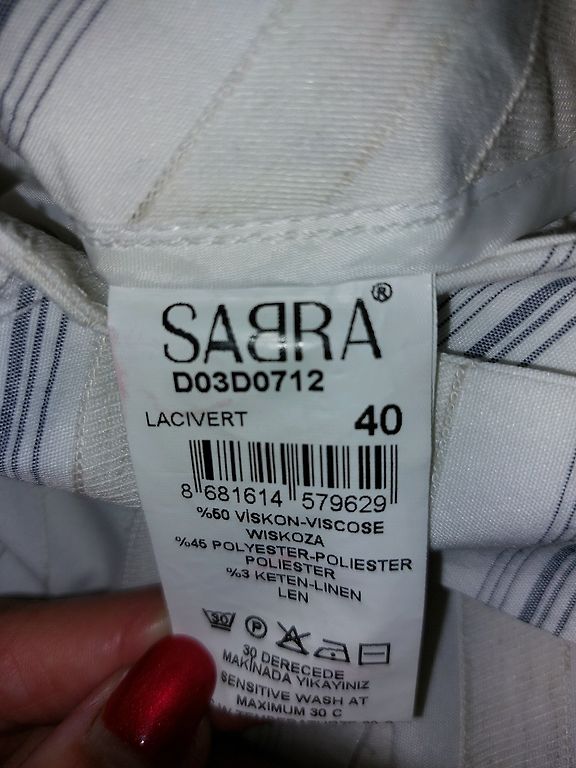 SABRA®
D03D0712
LACIVERT 40
8 681614 579629
%50 VİSKON-VISCOSE
WISKOZA
%45 POLYESTER-POLIESTER
POLIESTER
%3 KETEN-LINEN
LEN
30 P
30 DERECEDE
MAKİNADA YIKAYINIZ
SENSITIVE WASH AT
MAXIMUM 30 C